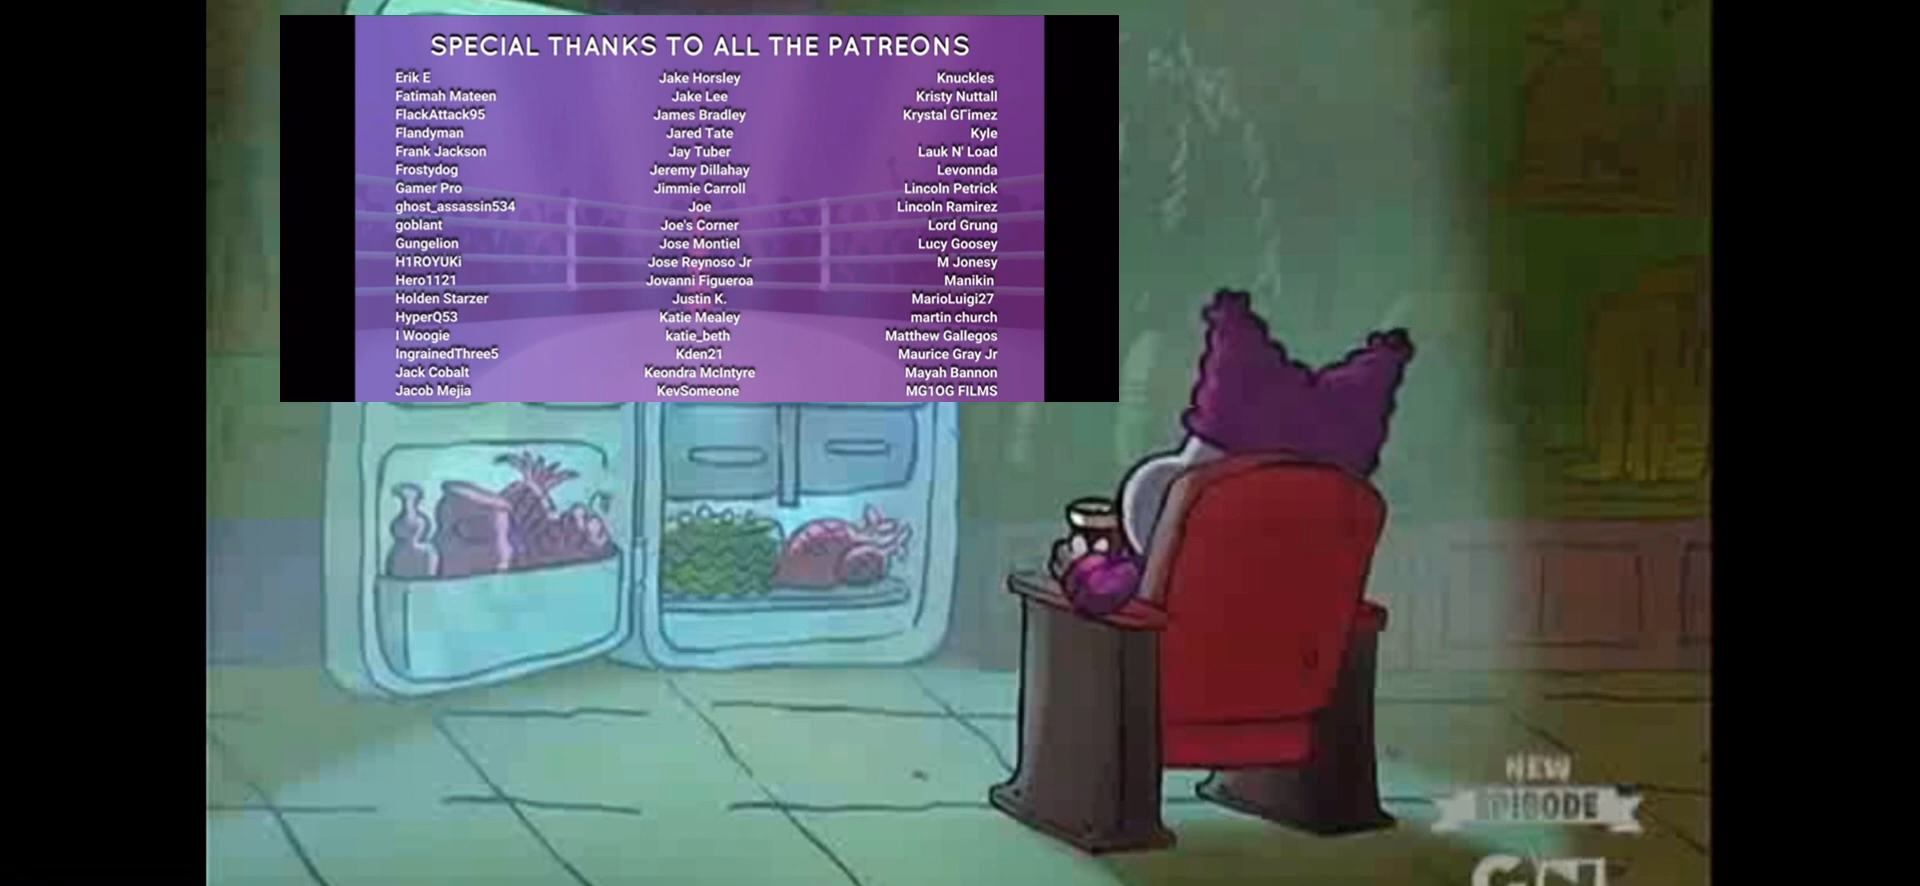 SPECIAL THANKS TO ALL THE PATREONS
Erik E
Fatimah Mateen
FlackAttack95
Flandyman
Frank Jackson
Frostydog
Gamer Pro
ghost_assassin534
goblant
Gungelion
H1ROYUKi
Hero1121
Holden Starzer
HyperQ53
I Woogie
IngrainedThree5
Jack Cobalt
Jacob Mejia
Jake Horsley
Jake Lee
James Bradley
Jared Tate
Jay Tuber
Jeremy Dillahay
Jimmie Carroll
Joe
Joe's Corner
Jose Montiel
Jose Reynoso Jr
Jovanni Figueroa
Justin K.
Katie Mealey
katie_beth
Kden21
Keondra McIntyre
KevSomeone
Knuckles
Kristy Nuttall
Krystal GГimez
Kyle
Lauk N' Load
Levonnda
Lincoln Petrick
Lincoln Ramirez
Lord Grung
Lucy Goosey
M Jonesy
Manikin
MarioLuigi27
martin church
Matthew Gallegos
Maurice Gray Jr
Mayah Bannon
MG1OG FILMS
NEW
EPISODE
CN